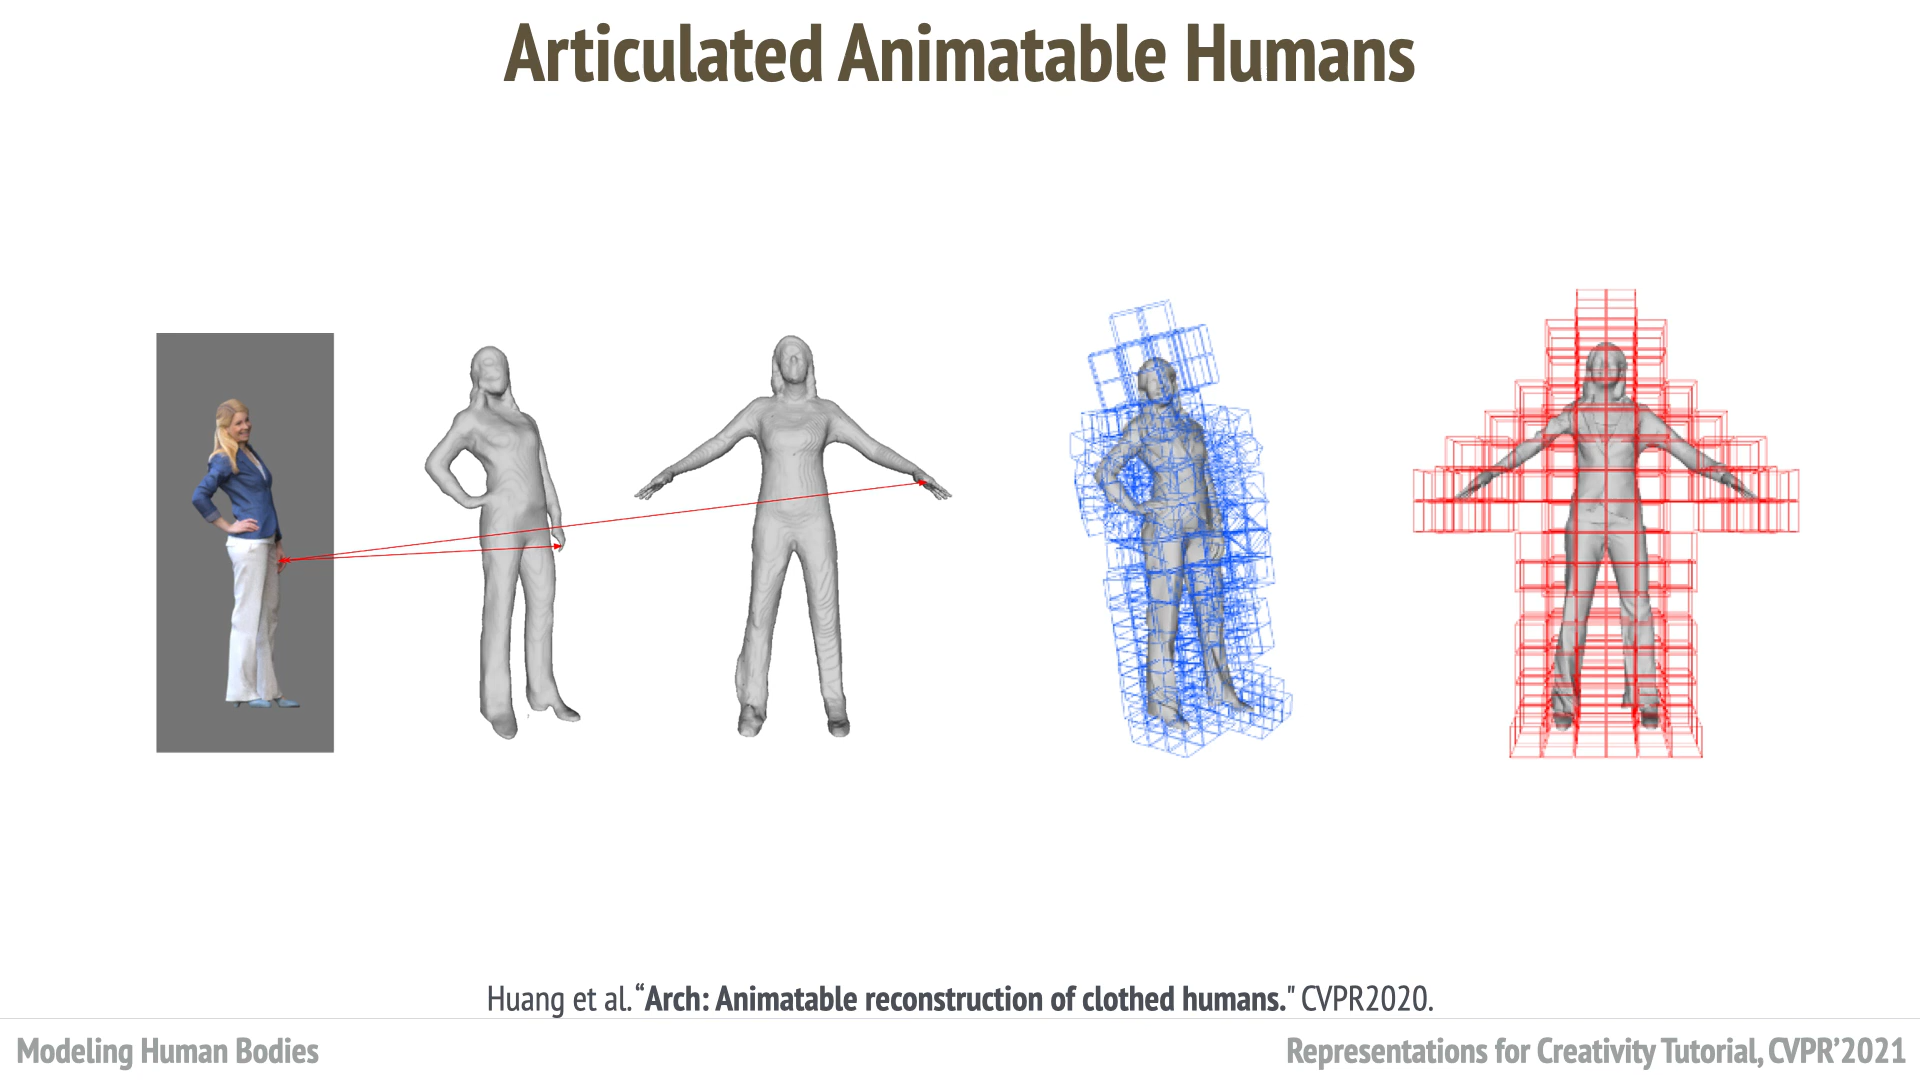 Articulated Animatable Humans
Huang et al. “Arch: Animatable reconstruction of clothed humans." CVPR2020.
Modeling Human Bodies
Representations for Creativity Tutorial, CVPR’2021